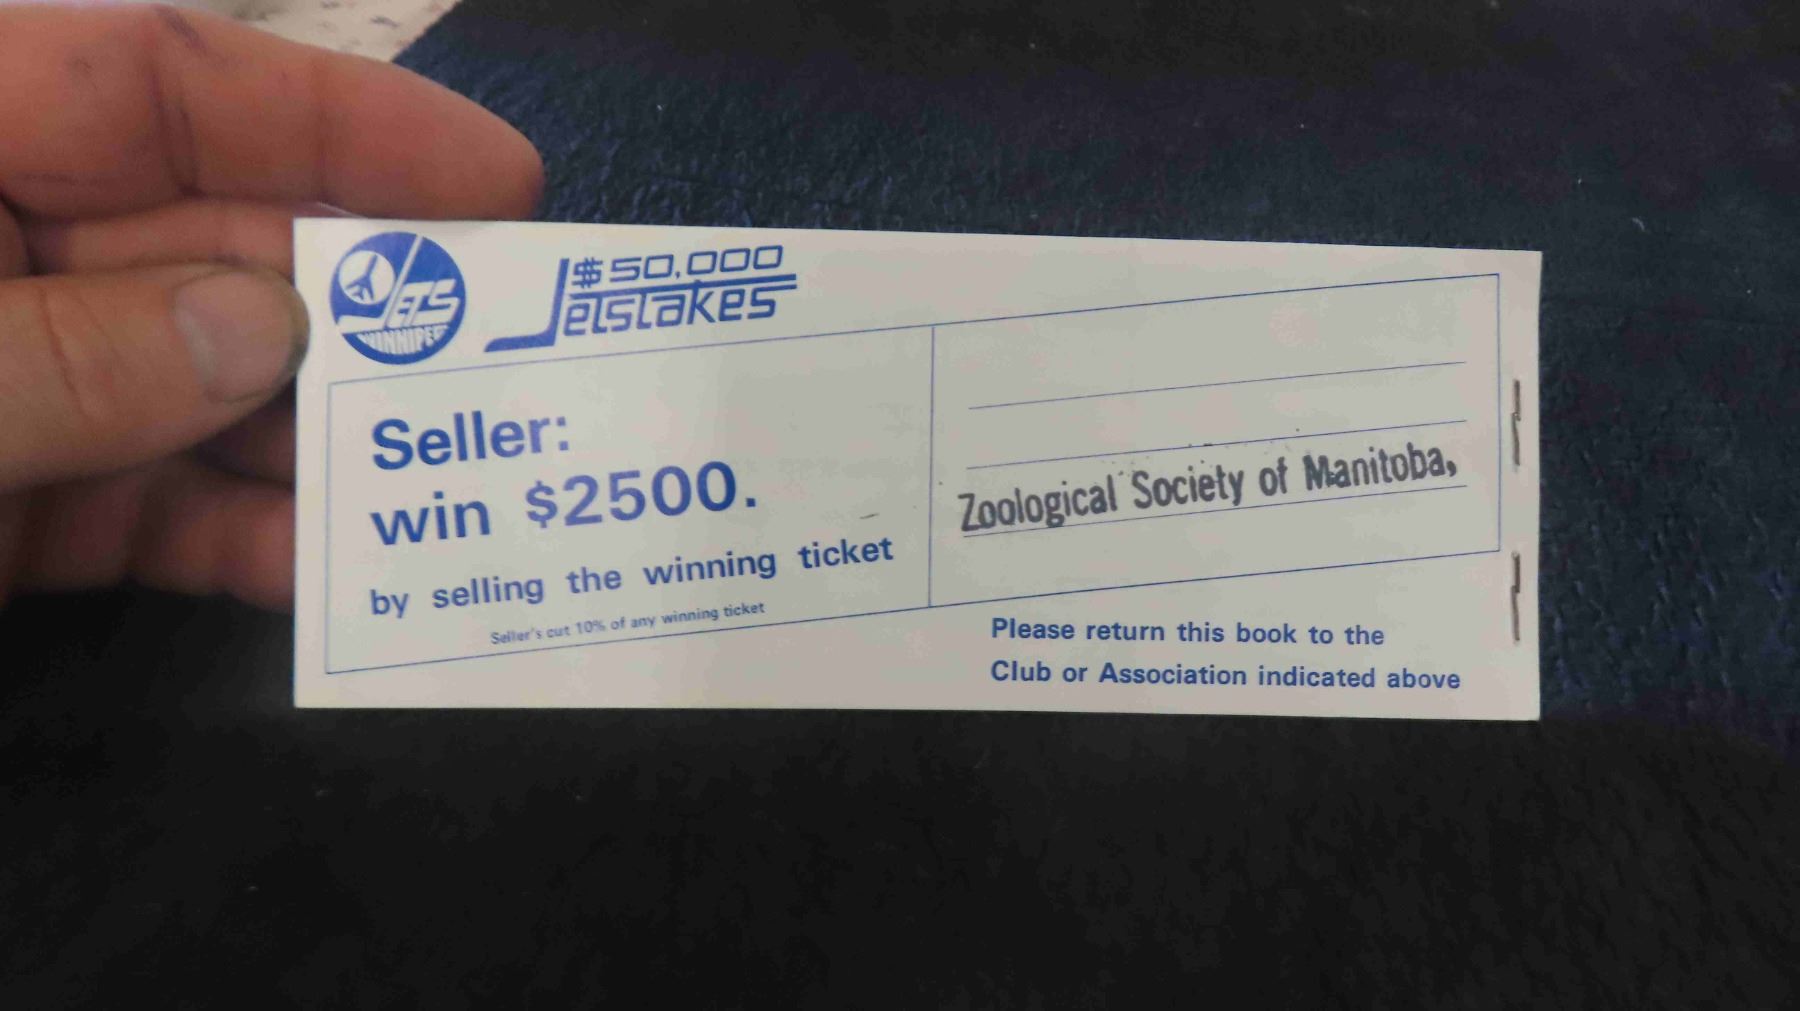 JETS
WINNIPEG
$50,000
Jetstakes
Seller:
win $2500.
by selling the winning ticket
Seller's cut 10% of any winning ticket
Zoological Society of Manitoba,
Please return this book to the
Club or Association indicated above